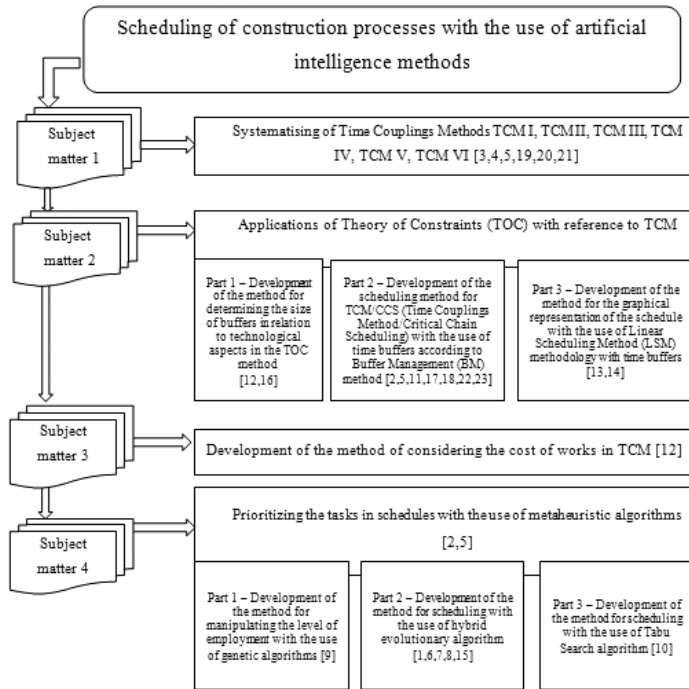 Scheduling of construction processes with the use of artificial
intelligence methods
Subject
matter 1
Systematising of Time Couplings Methods TCM I, TCM II, TCM III, TCM
IV, TCM V, TCM VI [3,4,5,19,20,21]
Subject
matter 2
Applications of Theory of Constraints (TOC) with reference to TCM
Part 1 – Development
of the method for
determining the size
of buffers in relation
to technological
aspects in the TOC
method
[12,16]
Part 2 – Development of the
scheduling method for
TCM/CCS (Time Couplings
Method/Critical Chain
Scheduling) with the use of
time buffers according to
Buffer Management (BM)
method [2,5,11,17,18,22,23]
Part 3 – Development of the
method for the graphical
representation of the schedule
with the use of Linear
Scheduling Method (LSM)
methodology with time buffers
[13,14]
Subject
matter 3
Development of the method of considering the cost of works in TCM [12]
Subject
matter 4
Prioritizing the tasks in schedules with the use of metaheuristic algorithms
[2,5]
Part 1 – Development of
the method for
manipulating the level of
employment with the use
of genetic algorithms [9]
Part 2 – Development of the
method for scheduling with
the use of hybrid
evolutionary algorithm
[1,6,7,8,15]
Part 3 – Development of
the method for scheduling
with the use of Tabu
Search algorithm [10]